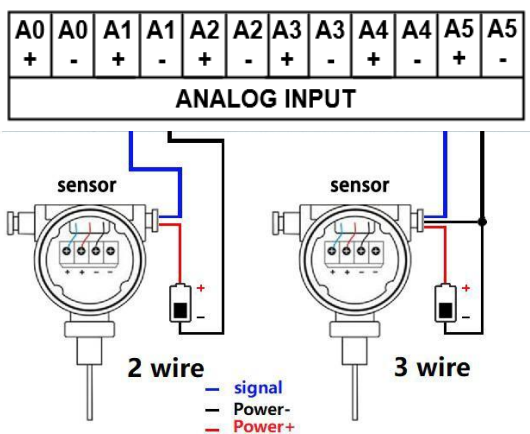 A0 A0 A1 A1 A2 A2 A3 A3 A4 A4 A5 A5
+ - + - + - + - + - + -
ANALOG INPUT
sensor sensor
+ + - - + + - -
+ +
- -
2 wire 3 wire
signal
Power-
Power+